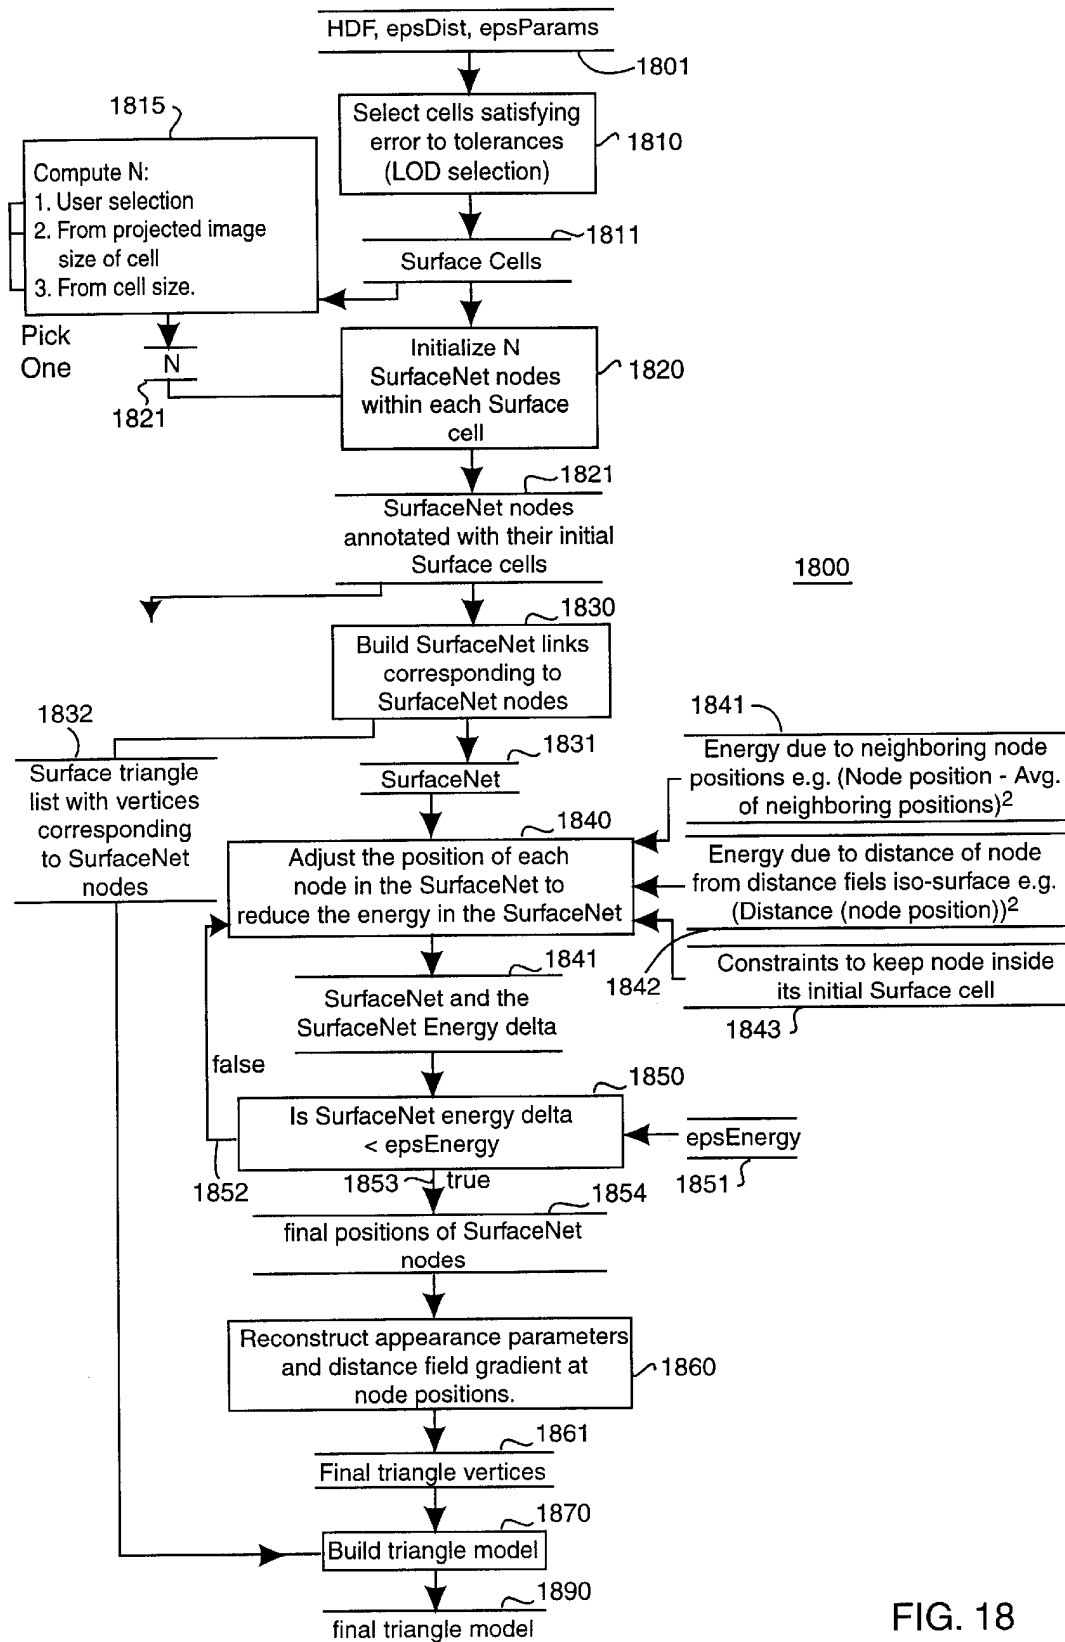 HDF, epsDist, epsParams
1801
1815
Select cells satisfying
error to tolerances
(LOD selection)
1810
Compute N:
1. User selection
2. From projected image
size of cell
3. From cell size.
1811
Surface Cells
Pick
One
N
1821
Initialize N
SurfaceNet nodes
within each Surface
cell
1820
1821
SurfaceNet nodes
annotated with their initial
Surface cells
1800
1830
Build SurfaceNet links
corresponding to
SurfaceNet nodes
1832
Surface triangle
list with vertices
corresponding
to SurfaceNet
nodes
1831
SurfaceNet
1841
Energy due to neighboring node
positions e.g. (Node position - Avg.
of neighboring positions)2
1840
Adjust the position of each
node in the SurfaceNet to
reduce the energy in the SurfaceNet
Energy due to distance of node
from distance fiels iso-surface e.g.
(Distance (node position))2
1842
Constraints to keep node inside
its initial Surface cell
1843
1841
SurfaceNet and the
SurfaceNet Energy delta
false
1850
Is SurfaceNet energy delta
< epsEnergy
epsEnergy
1851
1852
1853
true
1854
final positions of SurfaceNet
nodes
Reconstruct appearance parameters
and distance field gradient at
node positions.
1860
1861
Final triangle vertices
1870
Build triangle model
1890
final triangle model
FIG. 18